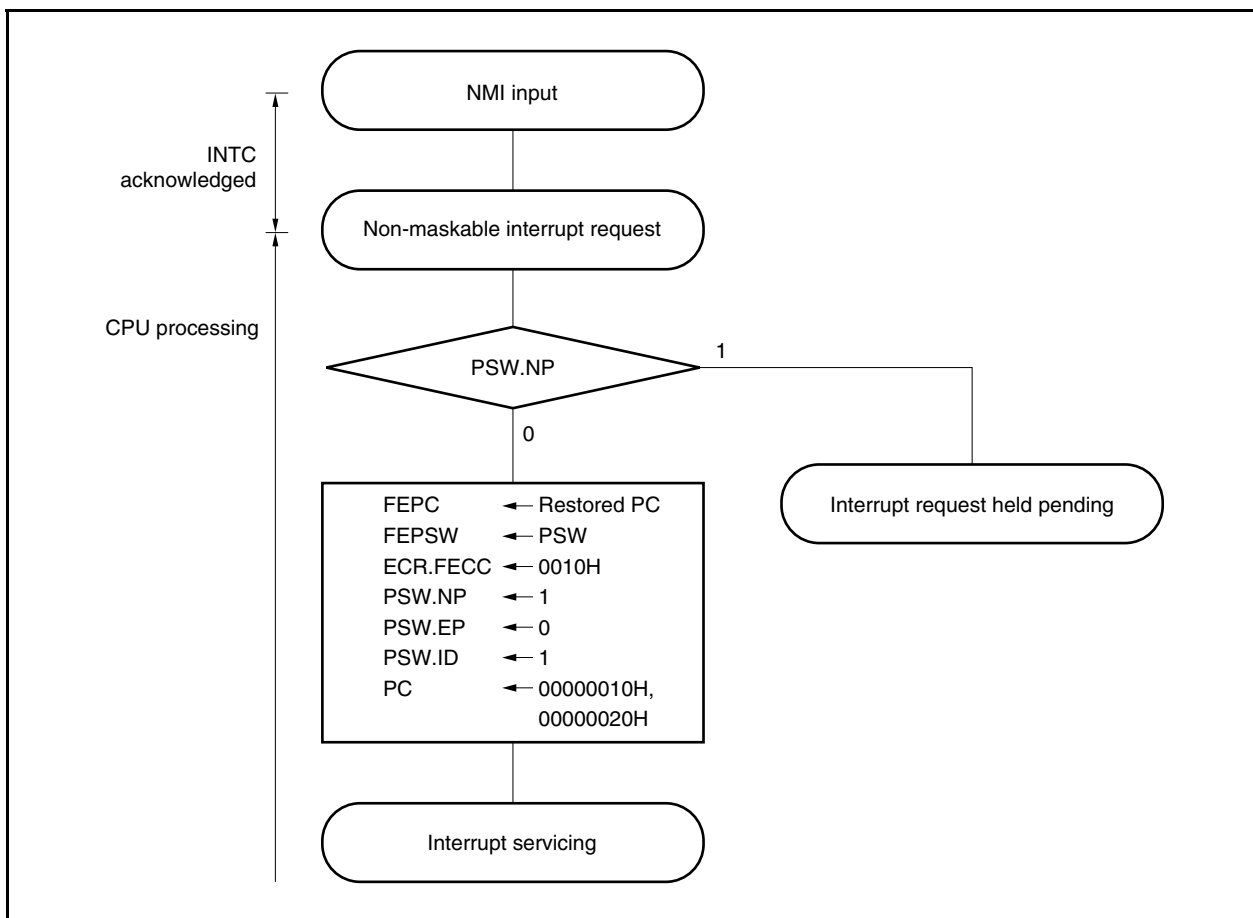 NMI input
INTC
acknowledged
Non-maskable interrupt request
CPU processing
PSW.NP
1
0
FEPC ← Restored PC
FEPSW ← PSW
ECR.FECC ← 0010H
PSW.NP ← 1
PSW.EP ← 0
PSW.ID ← 1
PC ← 00000010H,
00000020H
Interrupt request held pending
Interrupt servicing